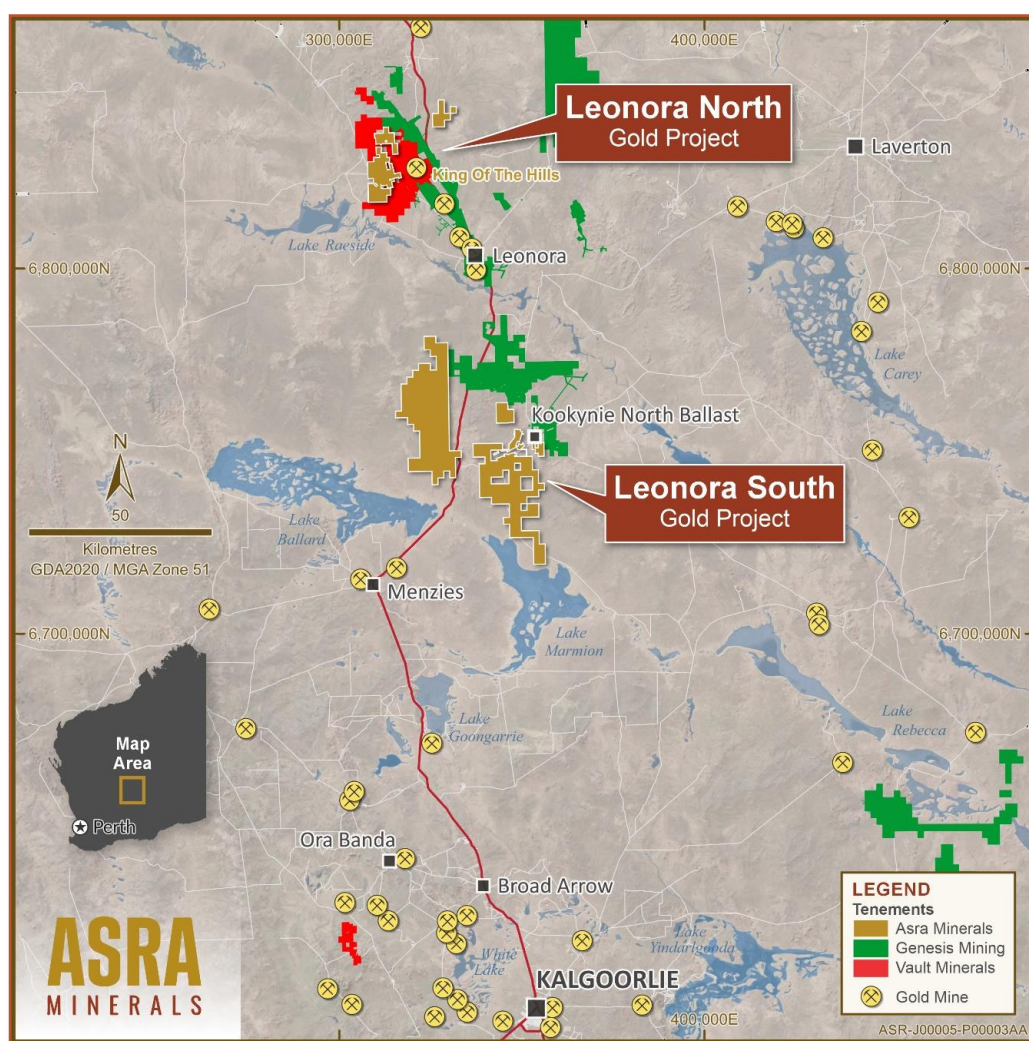 300,000E
400,000E
Leonora North
Gold Project
Laverton
King Of The Hills
Lake Raeside
Leonora
6,800,000N
6,800,000N
Lake
Carey
Kookynie North Ballast
N
50
Kilometres
GDA2020 / MGA Zone 51
Leonora South
Gold Project
Lake
Ballard
Menzies
Lake
Marmion
6,700,000N
6,700,000N
Lake
Goongarrie
Lake
Rebecca
Map
Area
Perth
Ora Banda
Broad Arrow
ASRA
MINERALS
White
Lake
Lake
Yindarlgooda
KALGOORLIE
400,000E
LEGEND
Tenements
Asra Minerals
Genesis Mining
Vault Minerals
Gold Mine
ASR-J00005-P00003AA